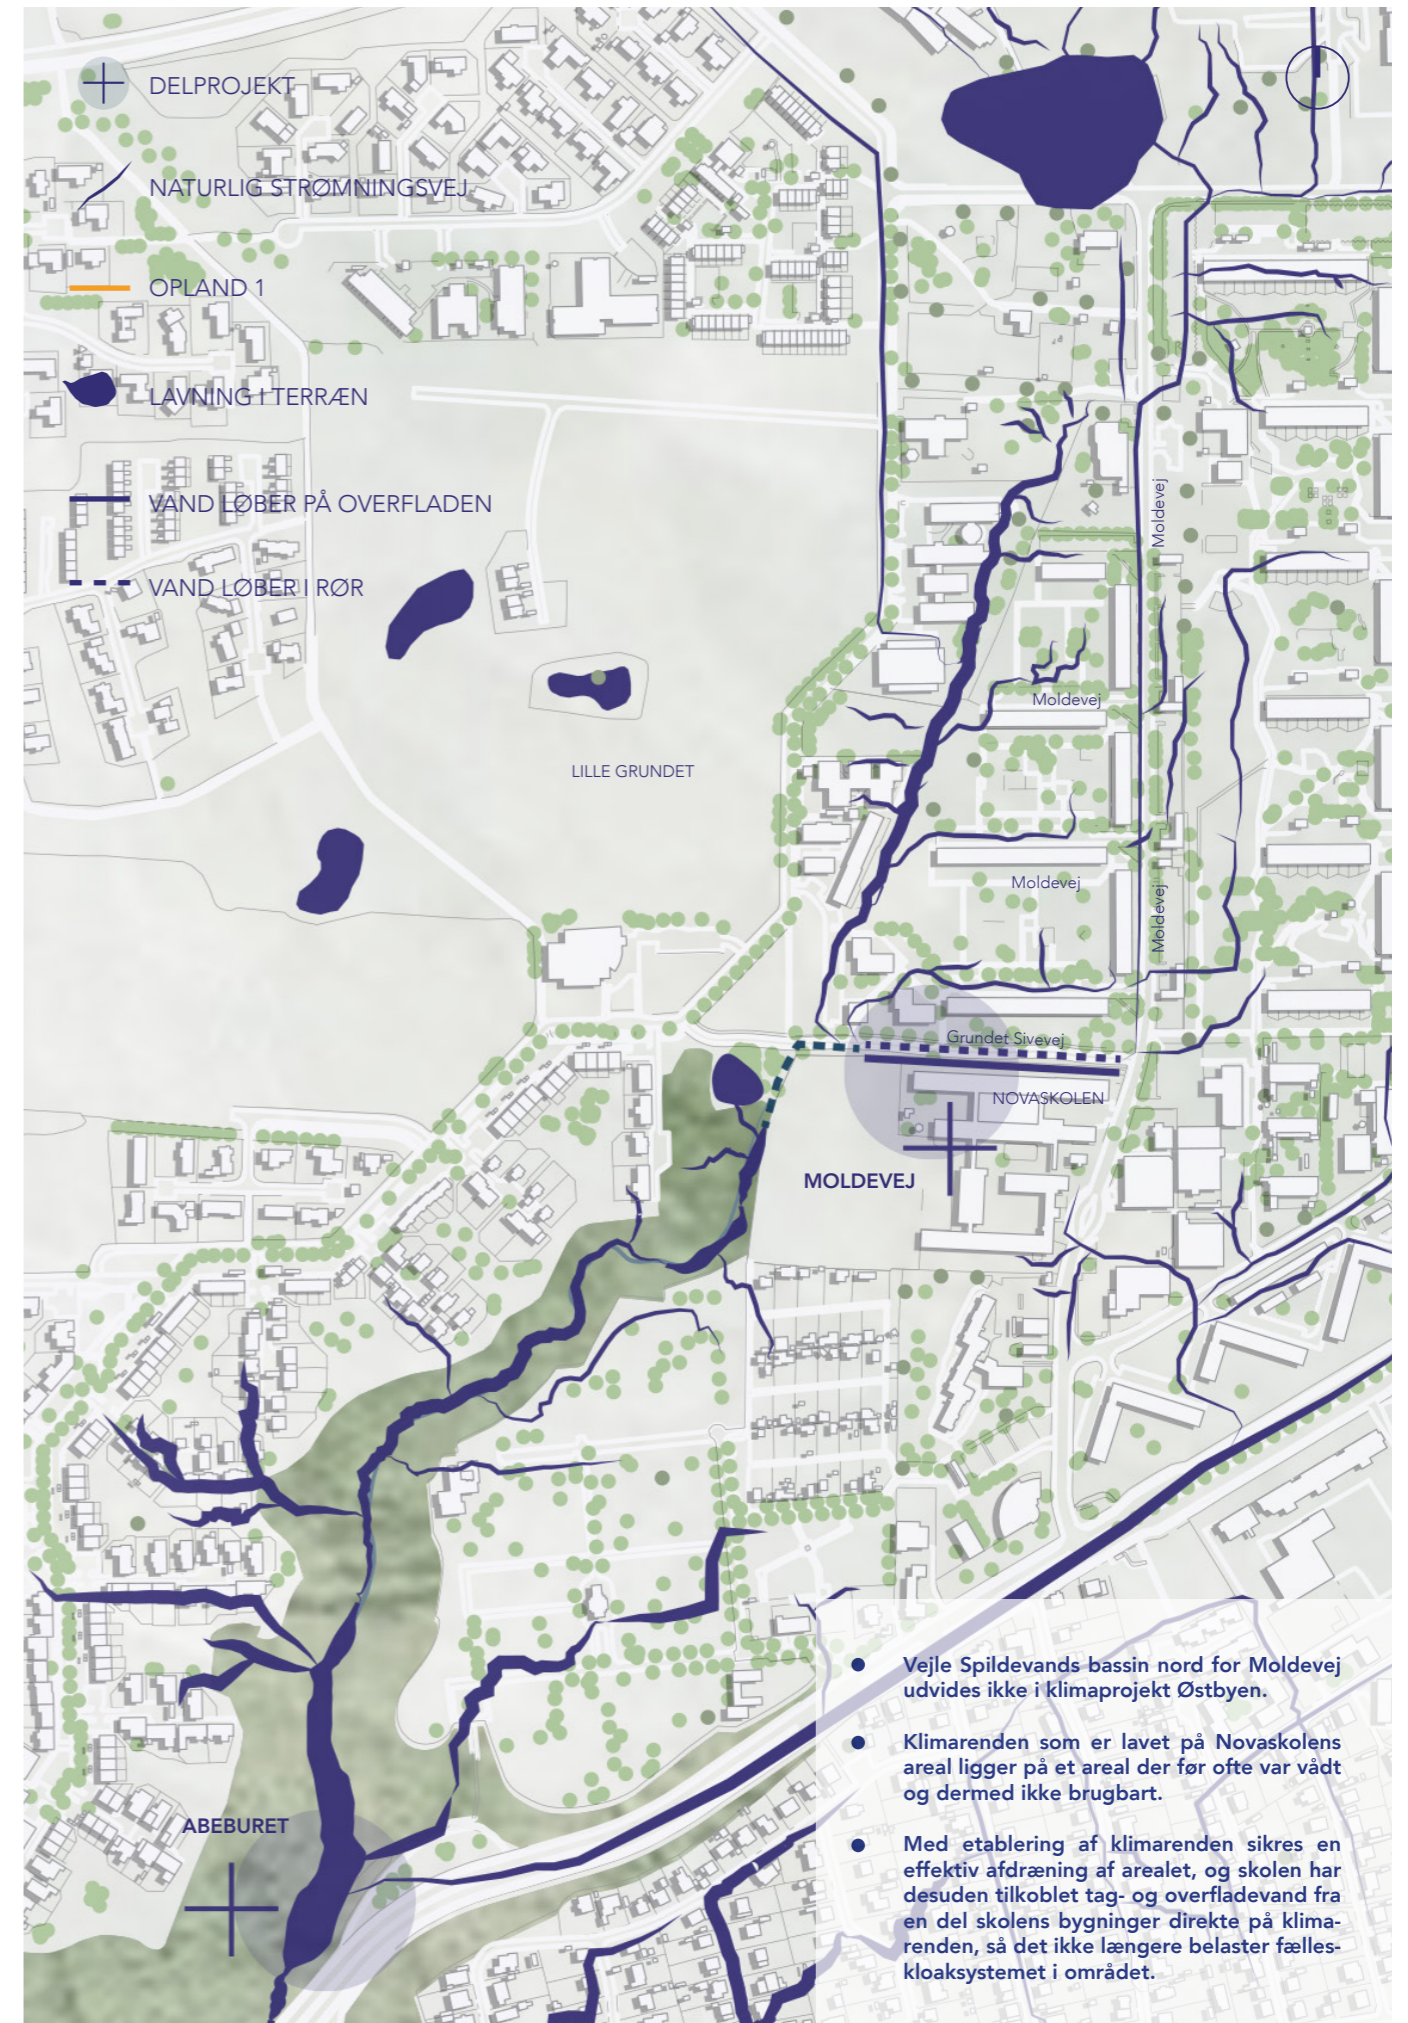 DELPROJEKT
NATURLIG STRØMNINGSVEJ
OPLAND 1
LAVNING I TERRÆN
VAND LØBER PÅ OVERFLADEN
VAND LØBER I RØR
Moldevej
Moldevej
LILLE GRUNDET
Moldevej
Moldevej
Grundet Sivevej
NOVASKOLEN
MOLDEVEJ
ABEBURET
● Vejle Spildevands bassin nord for Moldevej
udvides ikke i klimaprojekt Østbyen.
● Klimarenden som er lavet på Novaskolens
areal ligger på et areal der før ofte var vådt
og dermed ikke brugbart.
● Med etablering af klimarenden sikres en
effektiv afdræning af arealet, og skolen har
desuden tilkoblet tag- og overfladevand fra
en del skolens bygninger direkte på klima-
renden, så det ikke længere belaster fælles-
kloaksystemet i området.